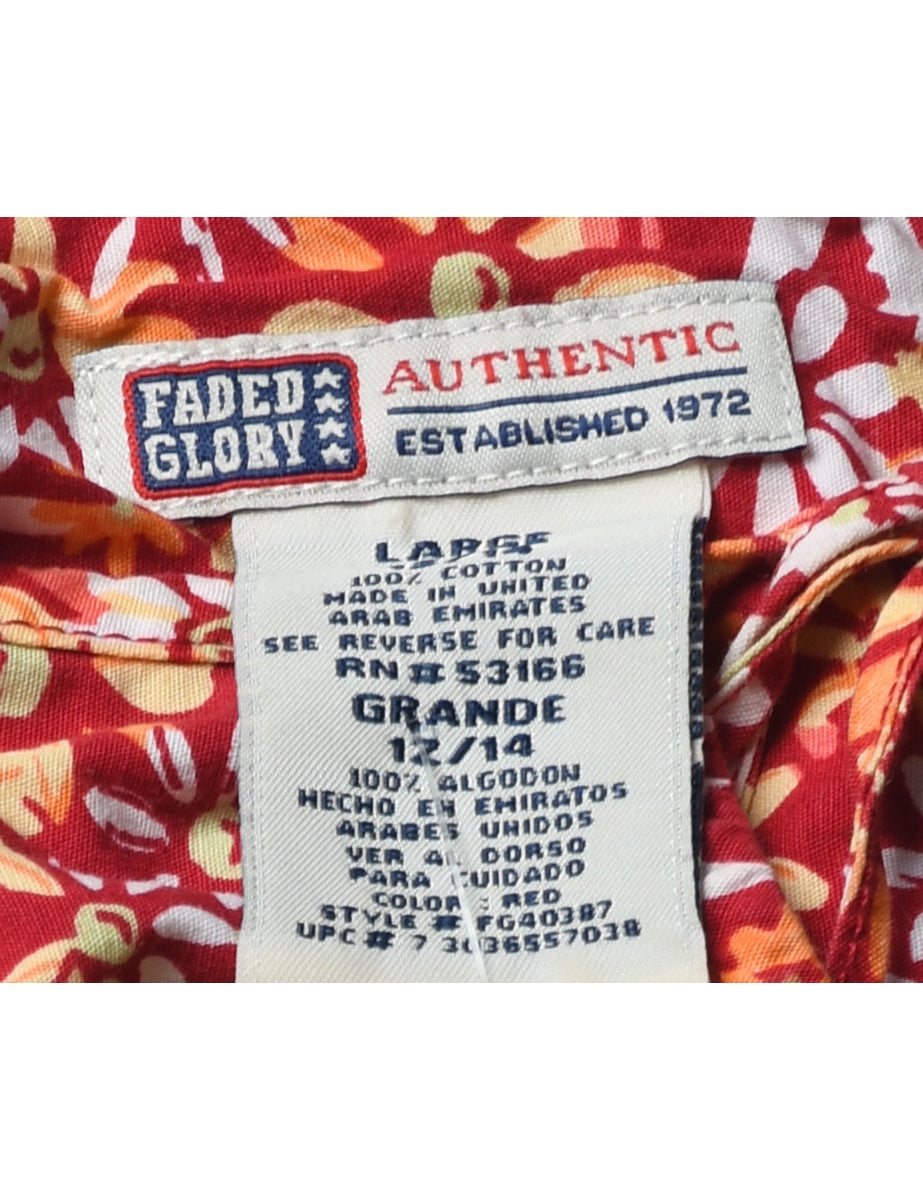 FADED
GLORY
AUTHENTIC
ESTABLISHED 1972
LARGE
100% COTTON
MADE IN UNITED
ARAB EMIRATES
SEE REVERSE FOR CARE
RN # 53166
GRANDE
12/14
100% ALGODON
HECHO EN EMIRATOS
ARABES UNIDOS
VER AL DORSO
PARA CUIDADO
COLOR : RED
STYLE # FG40387
UPC # 7